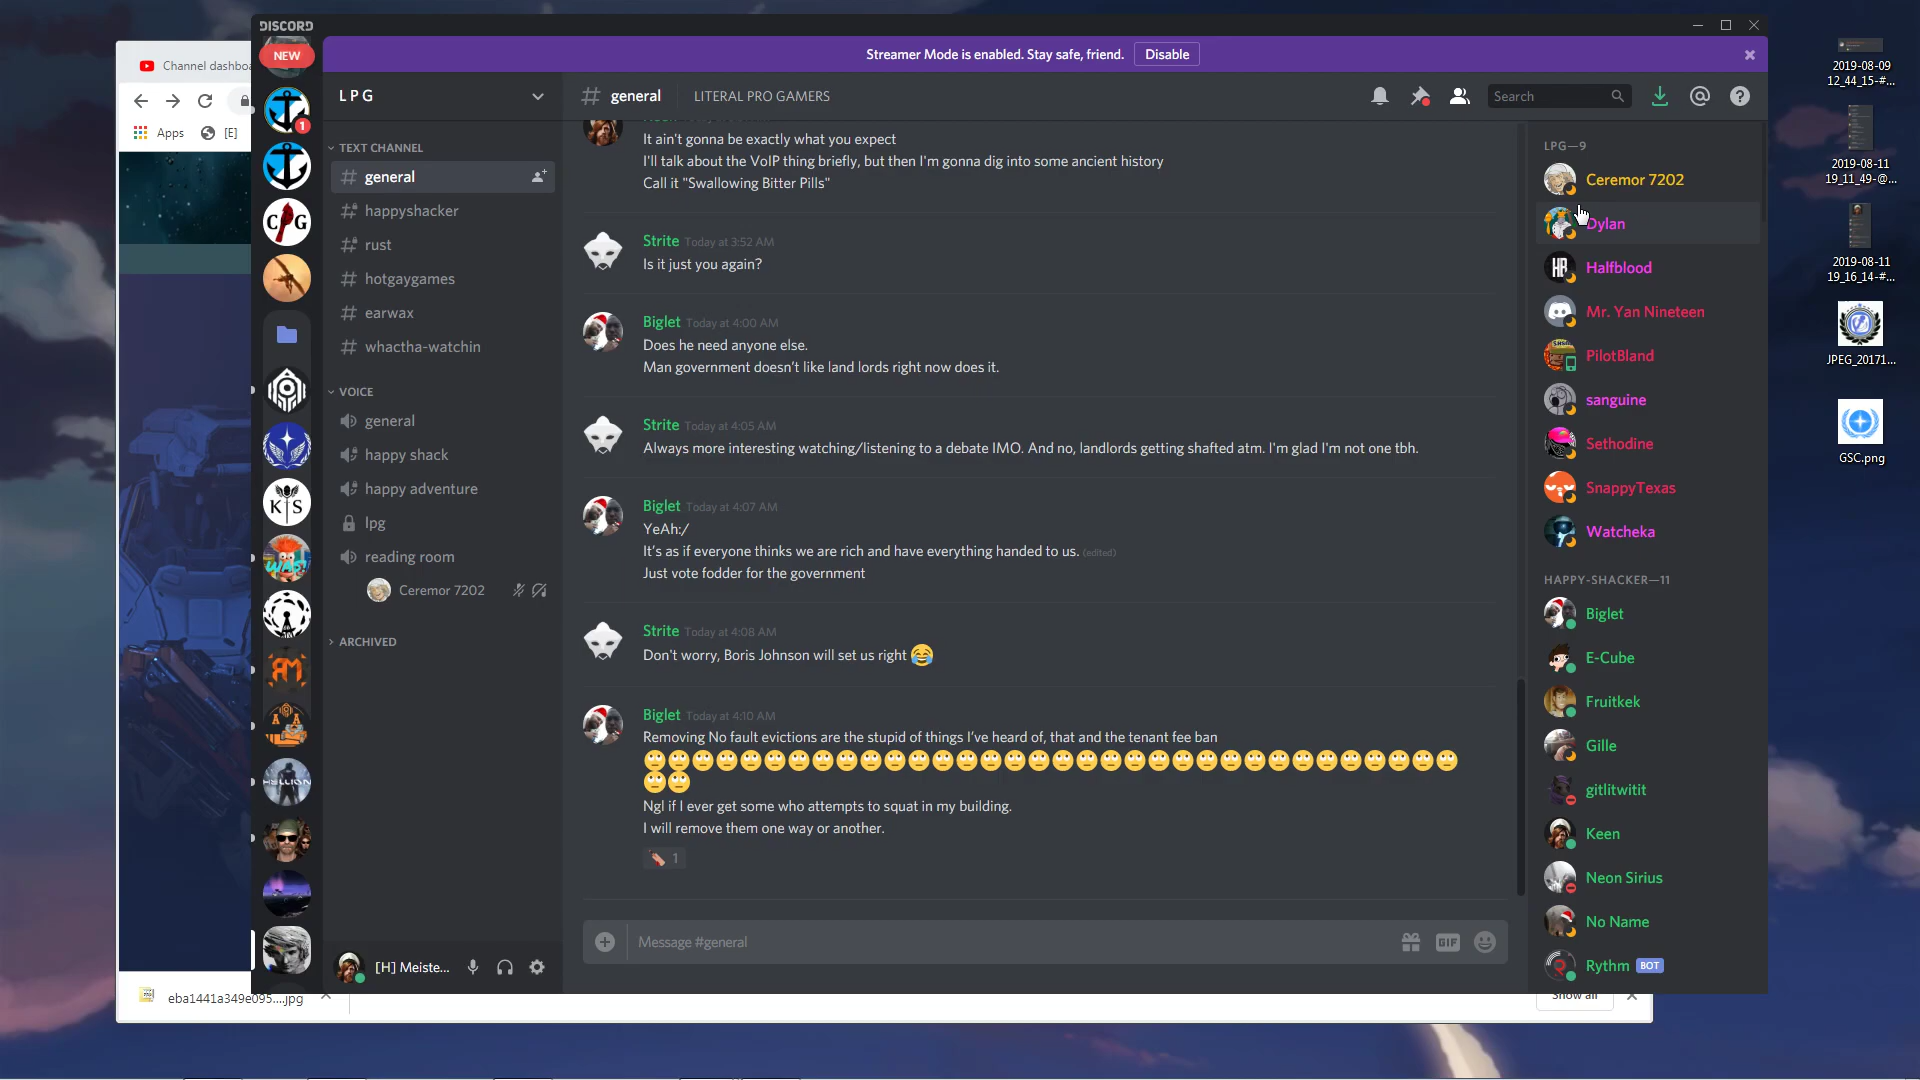 DISCORD
NEW
Streamer Mode is enabled. Stay safe, friend.
Disable
Channel dashboa
Apps
[E]
1
C G
K S
WAS!
HELLION
L P G
TEXT CHANNEL
general
happyshacker
rust
hotgaygames
earwax
whactha-watchin
VOICE
general
happy shack
happy adventure
lpg
reading room
Ceremor 7202
ARCHIVED
[H] Meiste...
# general
LITERAL PRO GAMERS
Search
It ain't gonna be exactly what you expect
I'll talk about the VoIP thing briefly, but then I'm gonna dig into some ancient history
Call it "Swallowing Bitter Pills"
Strite Today at 3:52 AM
Is it just you again?
Biglet Today at 4:00 AM
Does he need anyone else.
Man government doesn't like land lords right now does it.
Strite Today at 4:05 AM
Always more interesting watching/listening to a debate IMO. And no, landlords getting shafted atm. I'm glad I'm not one tbh.
Biglet Today at 4:07 AM
YeAh:/
It's as if everyone thinks we are rich and have everything handed to us. (edited)
Just vote fodder for the government
Strite Today at 4:08 AM
Don't worry, Boris Johnson will set us right 😂
Biglet Today at 4:10 AM
Removing No fault evictions are the stupid of things I've heard of, that and the tenant fee ban
🙄🙄🙄🙄🙄🙄🙄🙄🙄🙄🙄🙄🙄🙄🙄🙄🙄🙄🙄🙄🙄🙄🙄🙄🙄🙄🙄🙄🙄🙄🙄🙄🙄🙄
🙄🙄
Ngl if I ever get some who attempts to squat in my building.
I will remove them one way or another.
1
Message #general
GIF
LPG—9
Ceremor 7202
Dylan
Halfblood
Mr. Yan Nineteen
PilotBland
sanguine
Sethodine
SnappyTexas
Watcheka
HAPPY-SHACKER—11
Biglet
E-Cube
Fruitkek
Gille
gitlitwitit
Keen
Neon Sirius
No Name
Rythm BOT
2019-08-09
12_44_15-#...
2019-08-11
19_11_49-@...
2019-08-11
19_16_14-#...
JPEG_20171...
GSC.png
eba1441a349e095....jpg
Show all